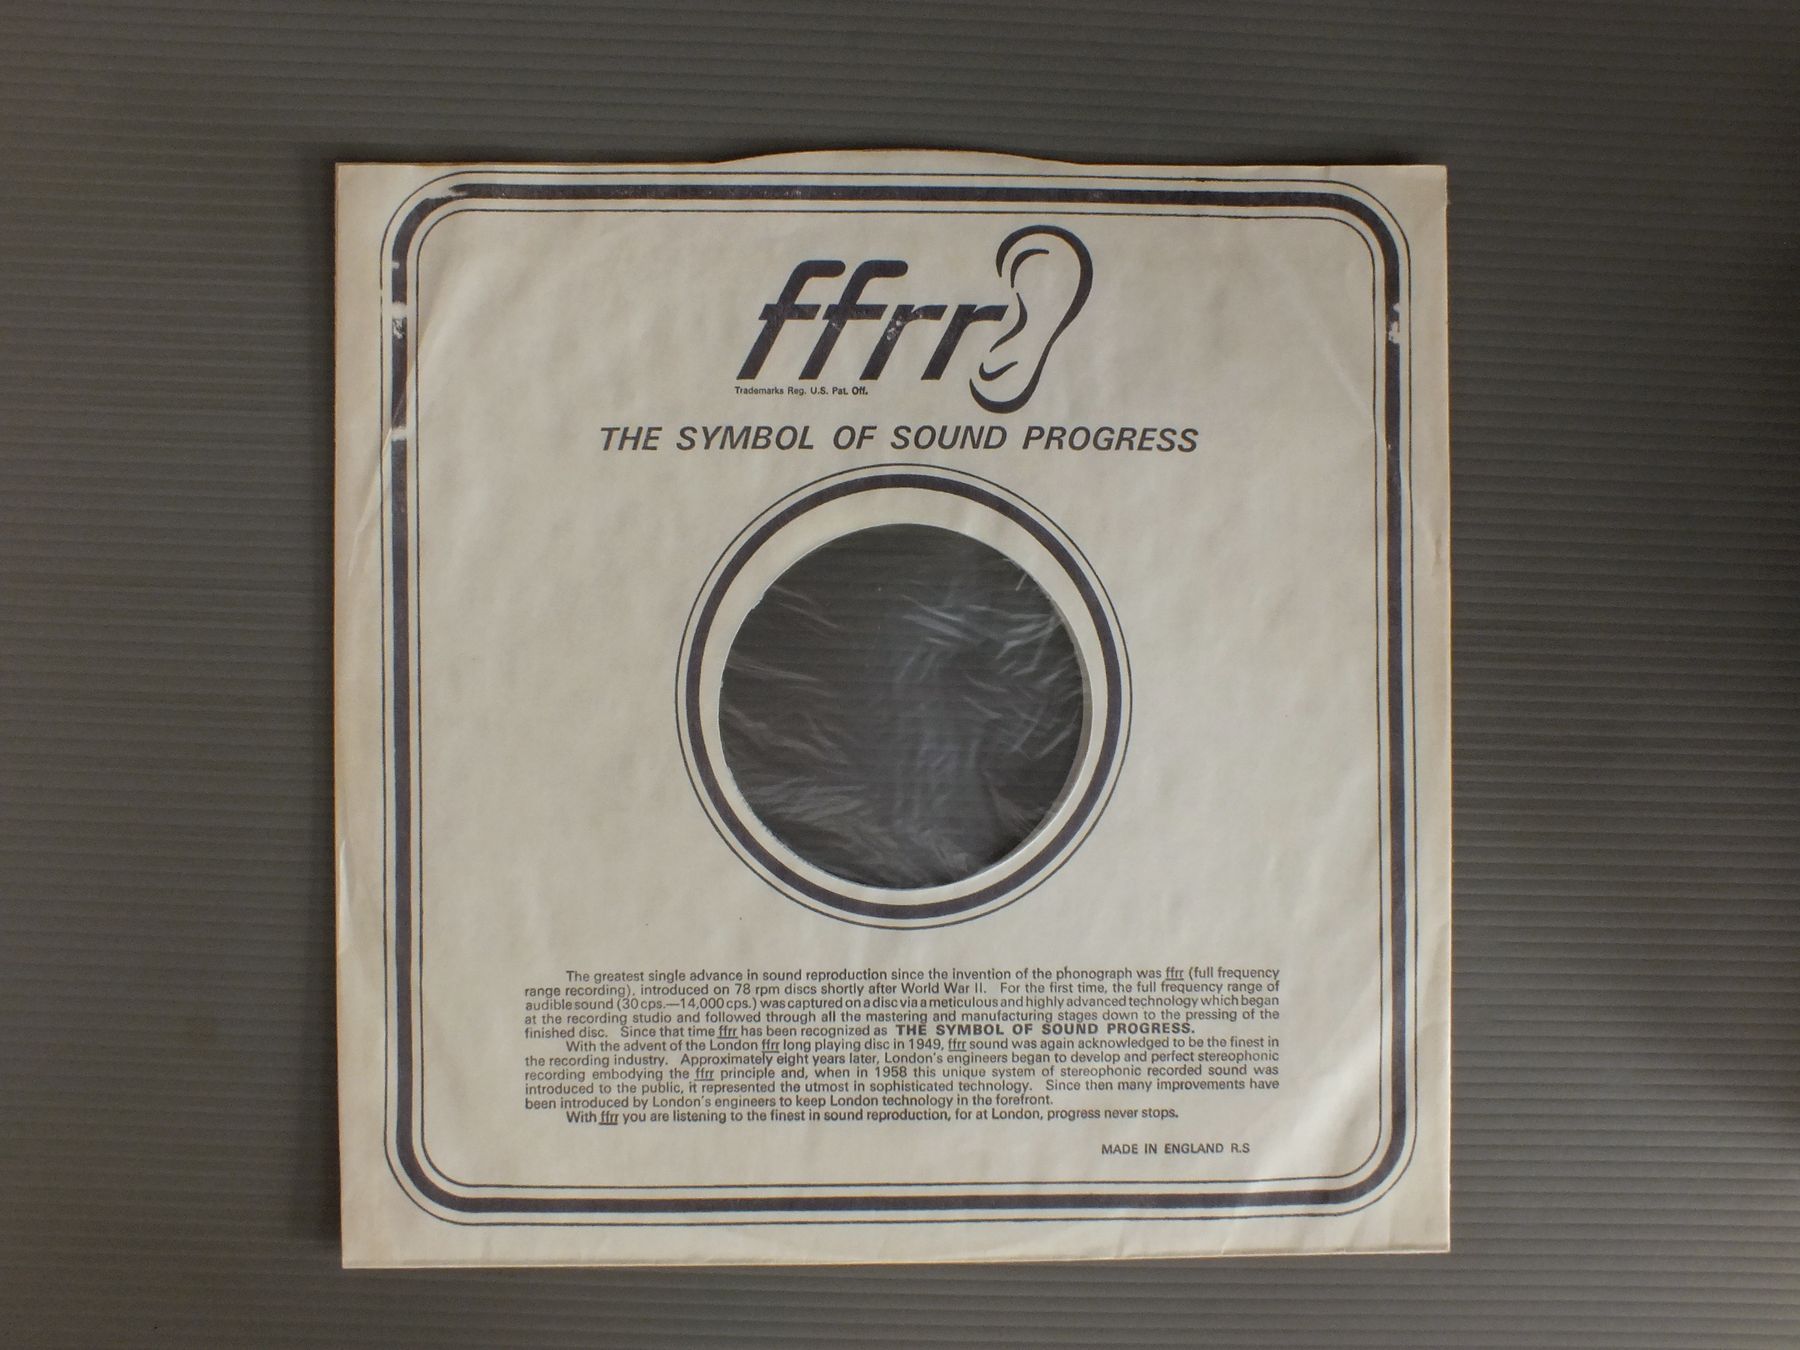 ffrr
Trademarks Reg. U.S. Pat. Off.
THE SYMBOL OF SOUND PROGRESS
The greatest single advance in sound reproduction since the invention of the phonograph was ffrr (full frequency
range recording), introduced on 78 rpm discs shortly after World War II. For the first time, the full frequency range of
audible sound (30 cps.—14,000 cps.) was captured on a disc via a meticulous and highly advanced technology which began
at the recording studio and followed through all the mastering and manufacturing stages down to the pressing of the
finished disc. Since that time ffrr has been recognized as THE SYMBOL OF SOUND PROGRESS.
With the advent of the London ffrr long playing disc in 1949, ffrr sound was again acknowledged to be the finest in
the recording industry. Approximately eight years later, London's engineers began to develop and perfect stereophonic
recording embodying the ffrr principle and, when in 1958 this unique system of stereophonic recorded sound was
introduced to the public, it represented the utmost in sophisticated technology. Since then many improvements have
been introduced by London's engineers to keep London technology in the forefront.
With ffrr you are listening to the finest in sound reproduction, for at London, progress never stops.
MADE IN ENGLAND R.S